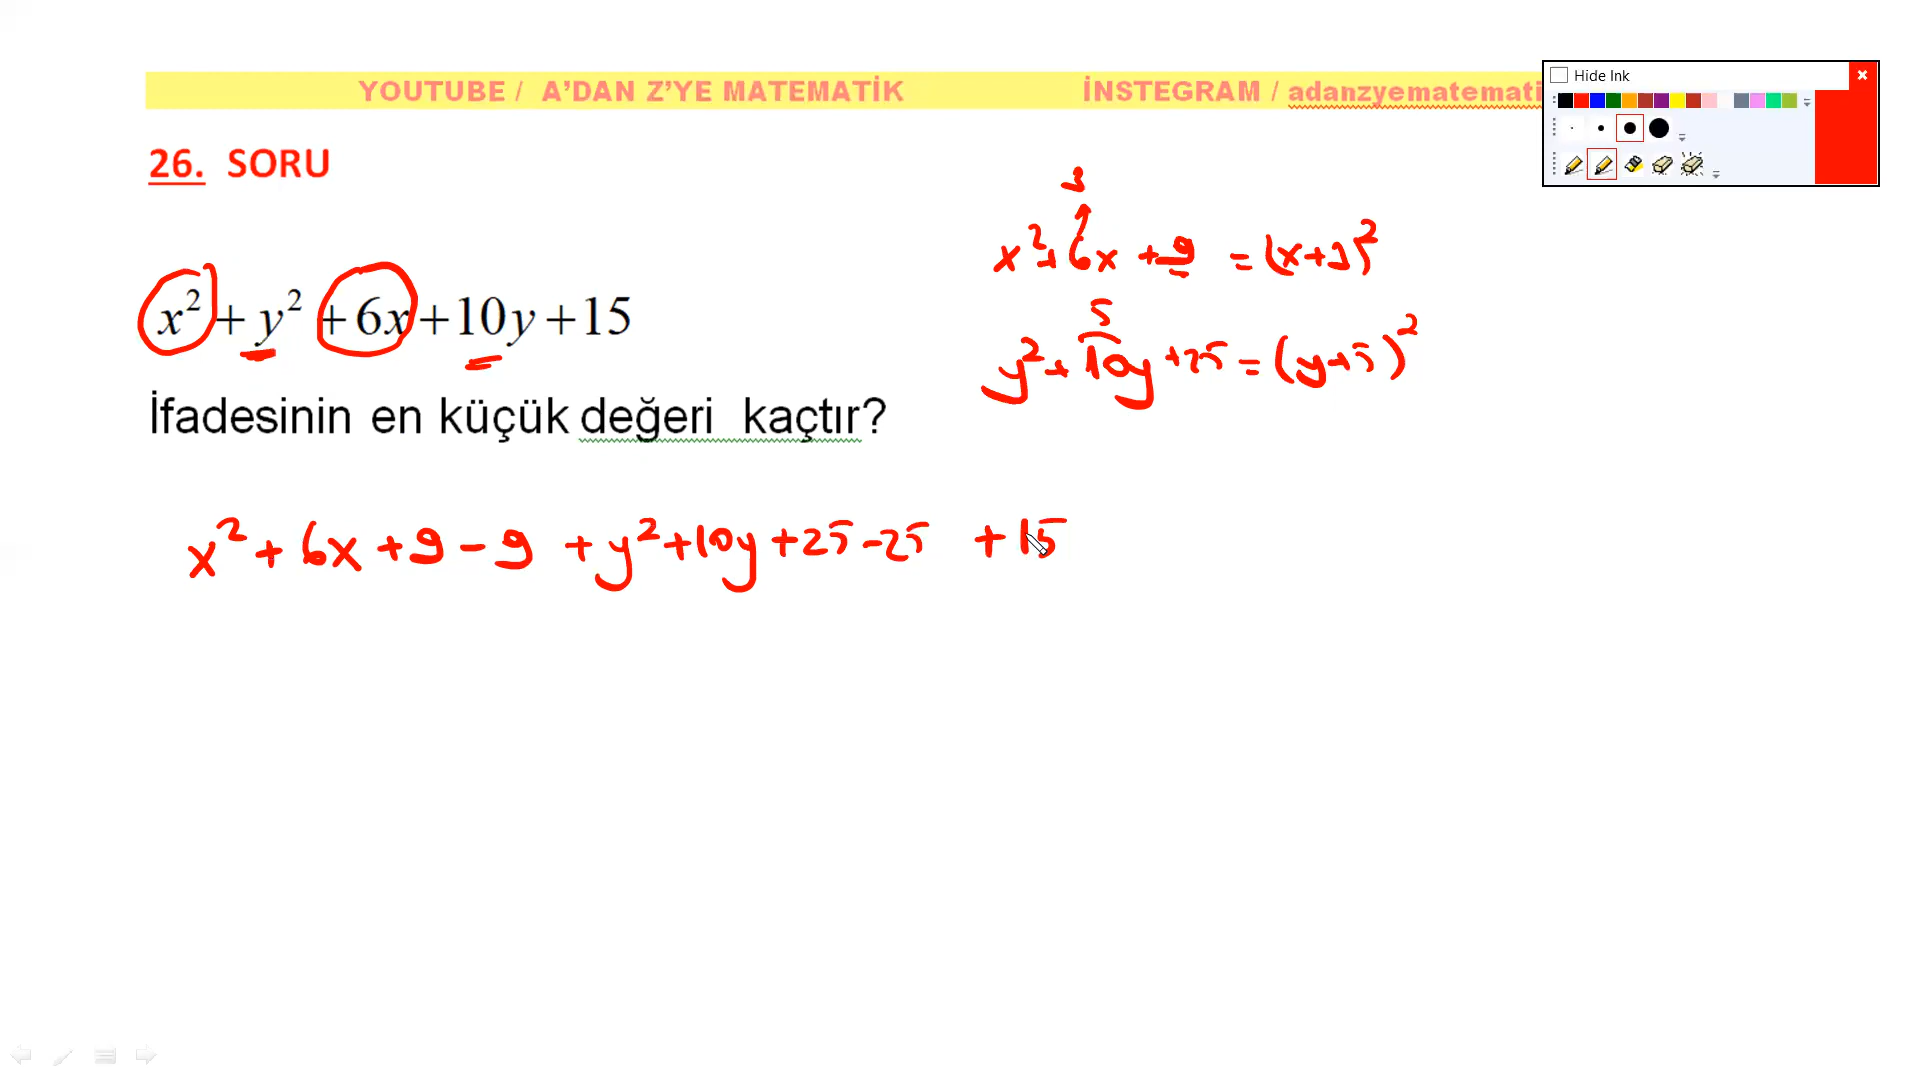 YOUTUBE / A’DAN Z’YE MATEMATİK İNSTEGRAM / adanzyematemati
Hide Ink
26. SORU
3
x² + 6x + 9 = (x+3)²
x² + y² + 6x + 10y + 15
5
y² + 10y + 25 = (y+5)²
İfadesinin en küçük değeri kaçtır?
x² + 6x + 9 - 9 + y² + 10y + 25 - 25 + 15